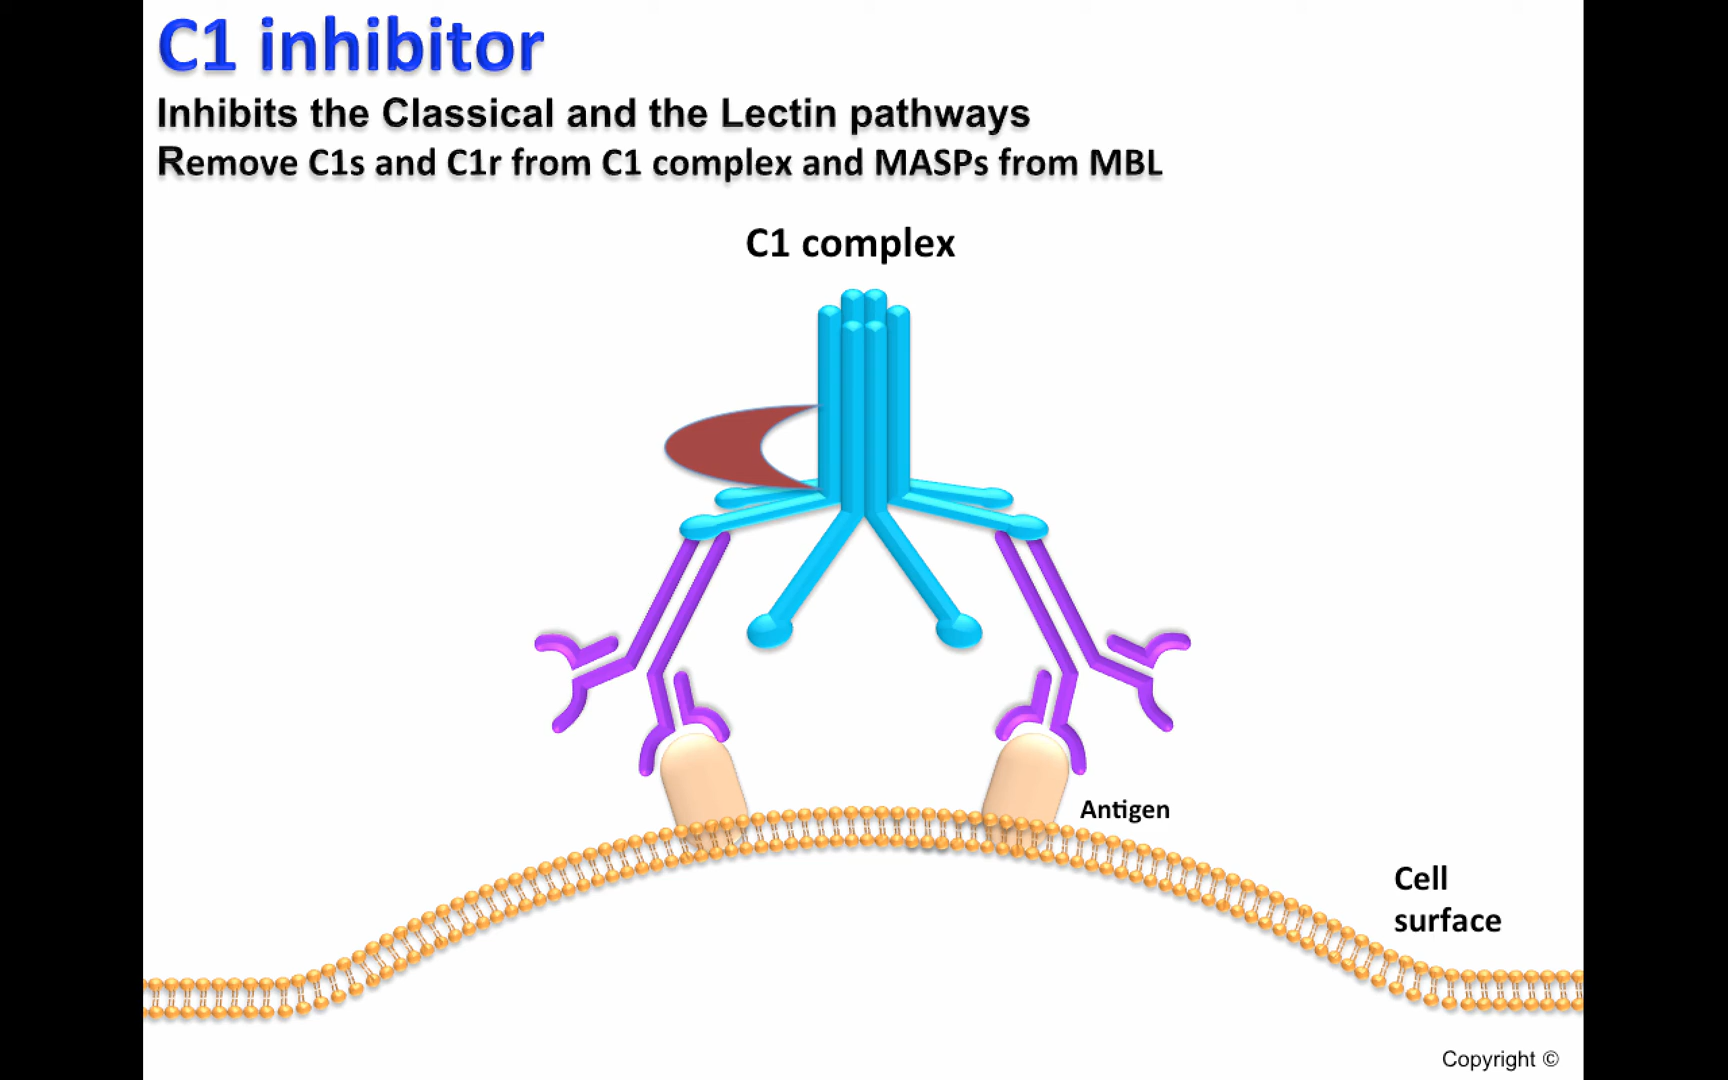 C1 inhibitor
Inhibits the Classical and the Lectin pathways
Remove C1s and C1r from C1 complex and MASPs from MBL
C1 complex
Antigen
Cell
surface
Copyright ©